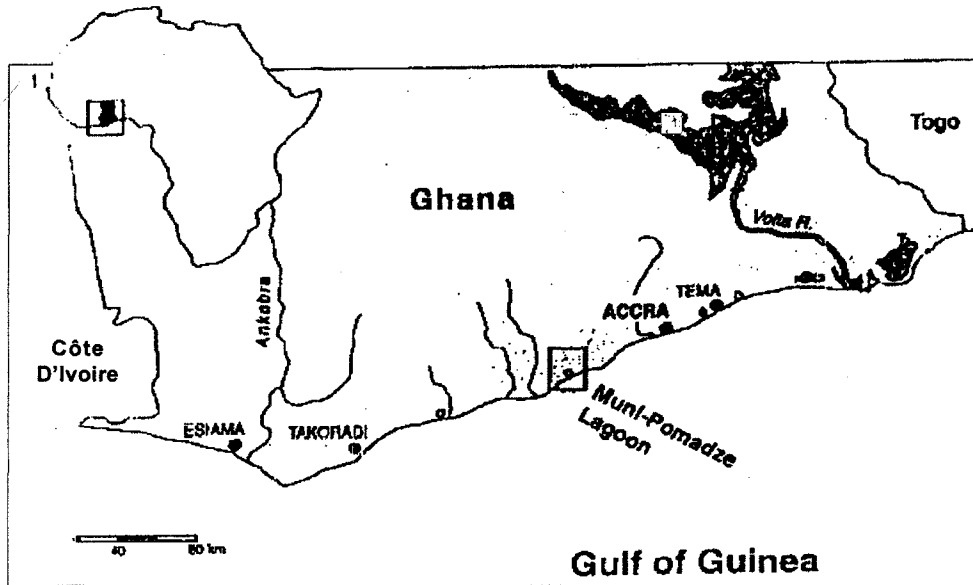 1
Togo
Ghana
Volta R.
Ankobra
TEMA
ACCRA
Côte
D'Ivoire
Muni-Pomadze
Lagoon
ESIAMA
TAKORADI
40
80 km
Gulf of Guinea